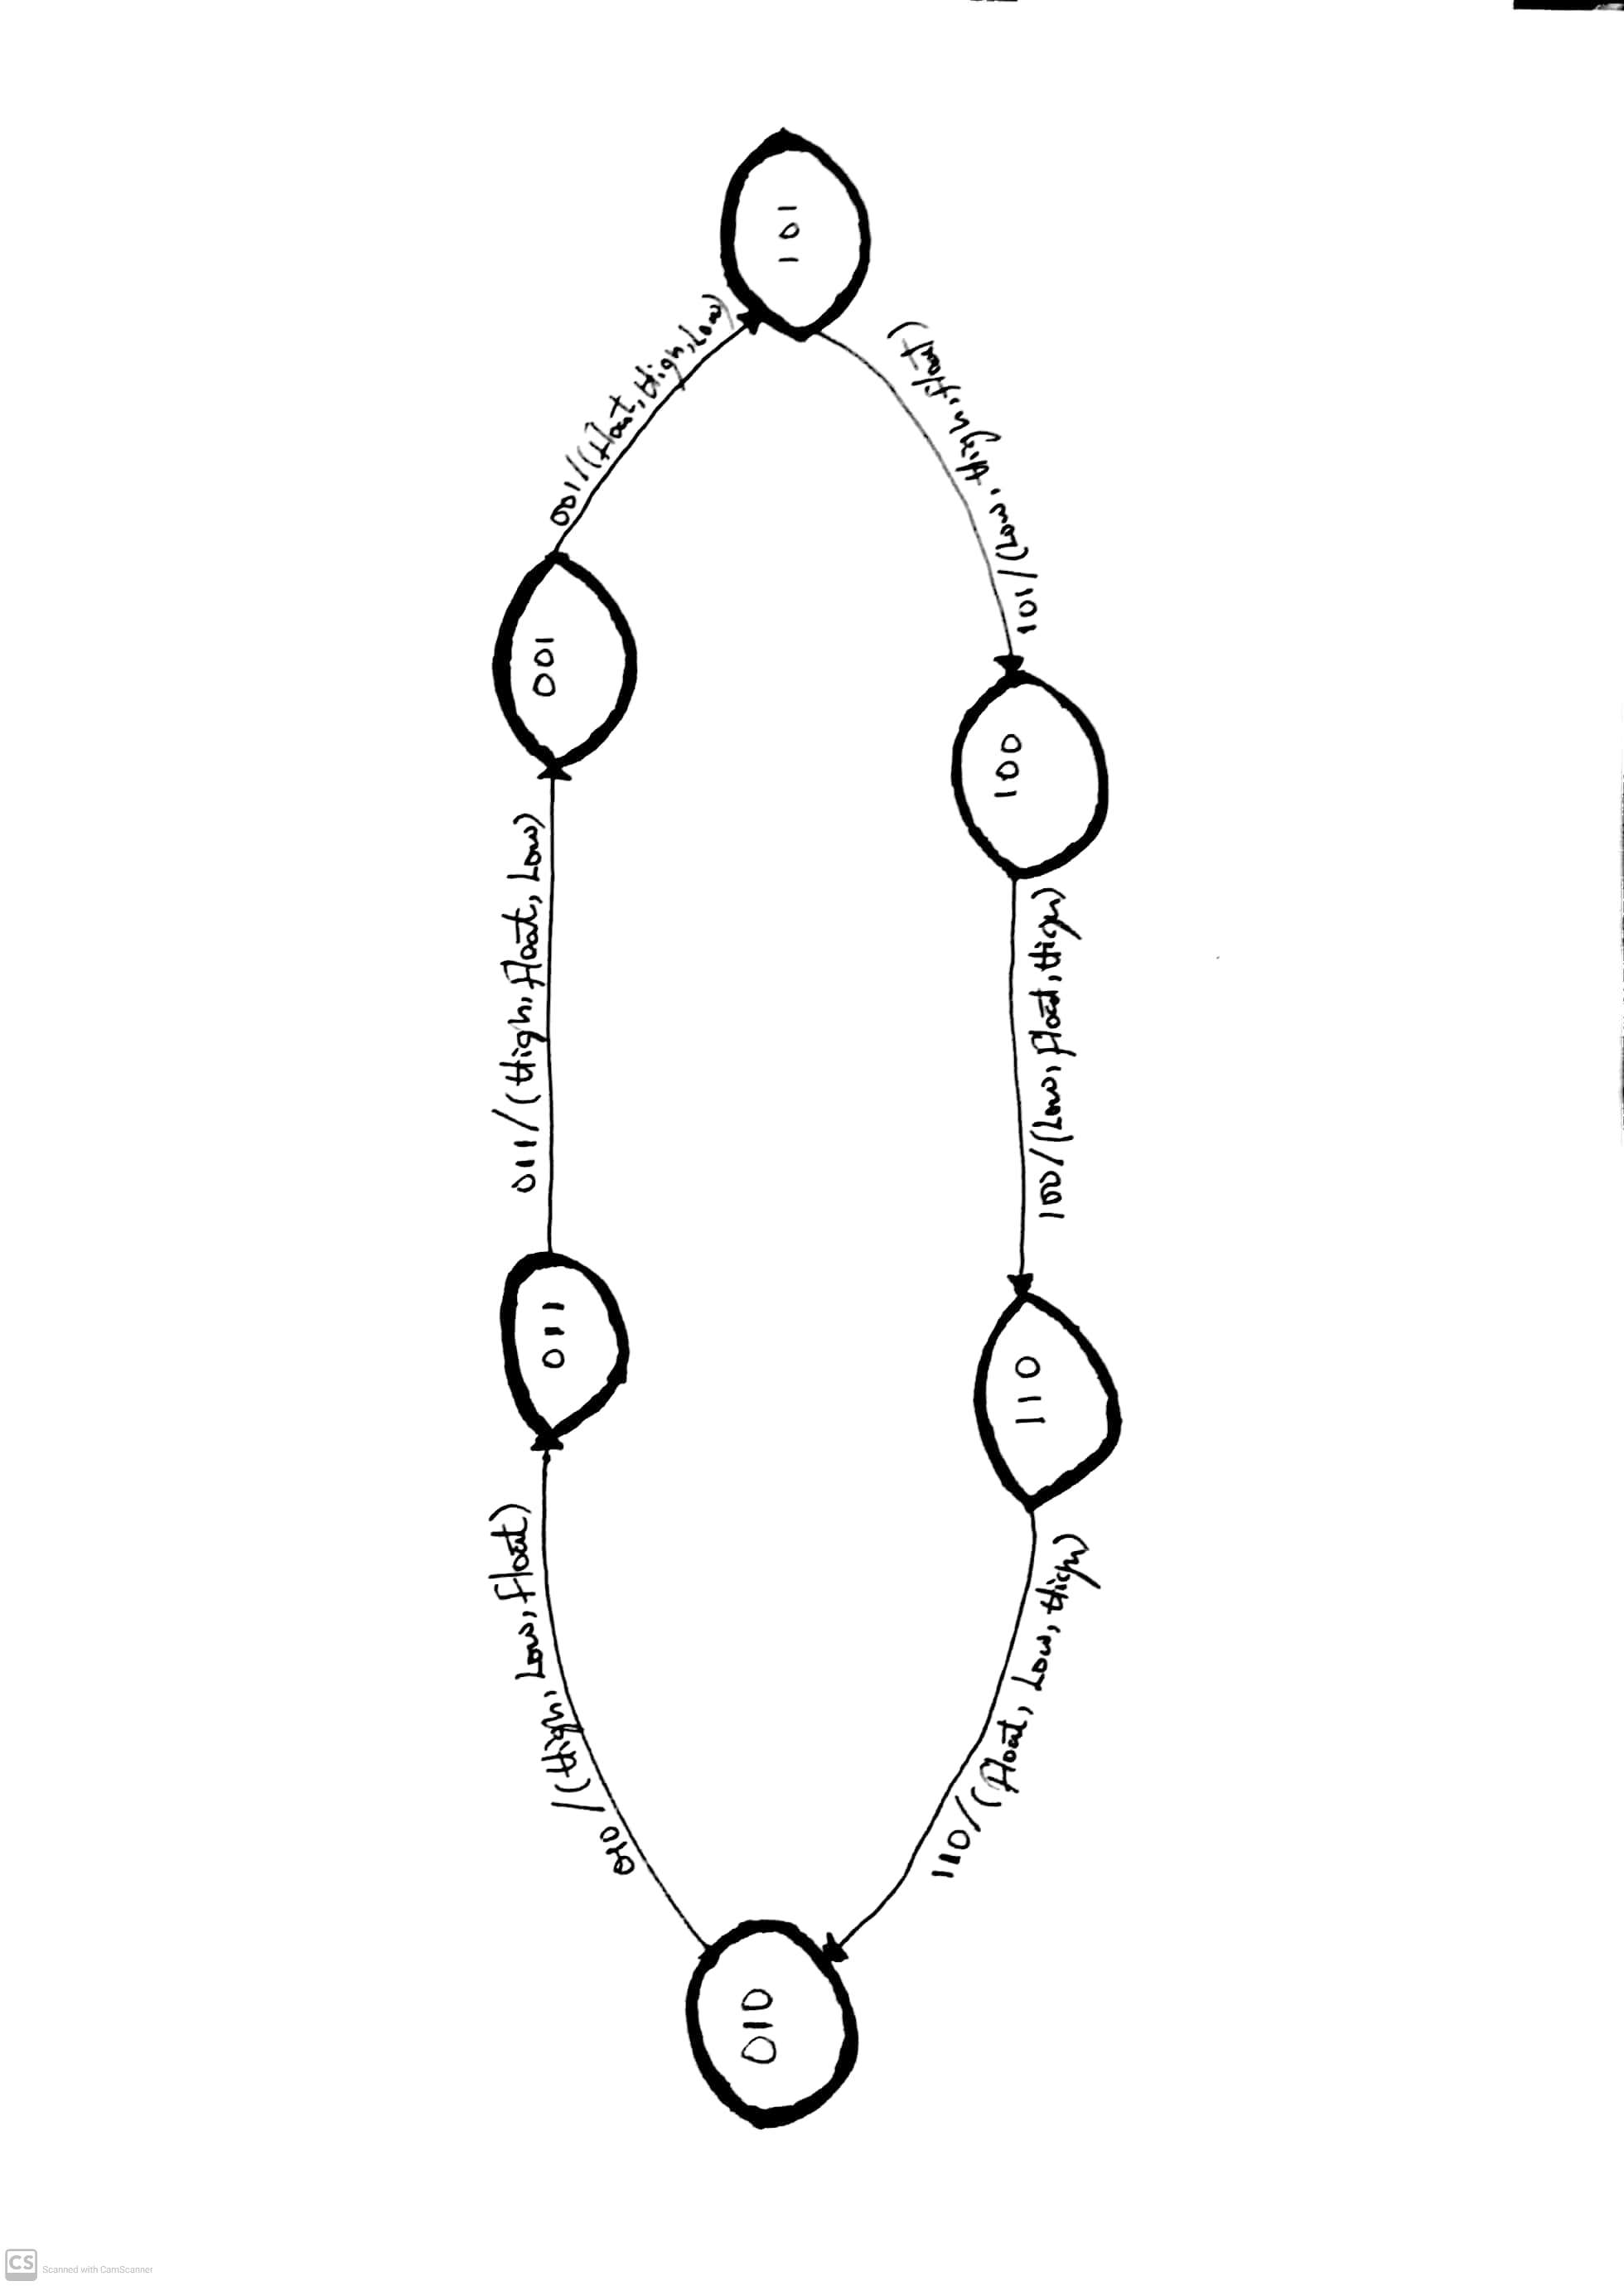 010/(High, Low, Float)
011/(High, Float, Low)
001/(Float, High, Low)
011
001
010
101
110
100
110/(Float, Low, High)
100/(Low, Float, High)
101/(Low, High, Float)
CS Scanned with CamScanner